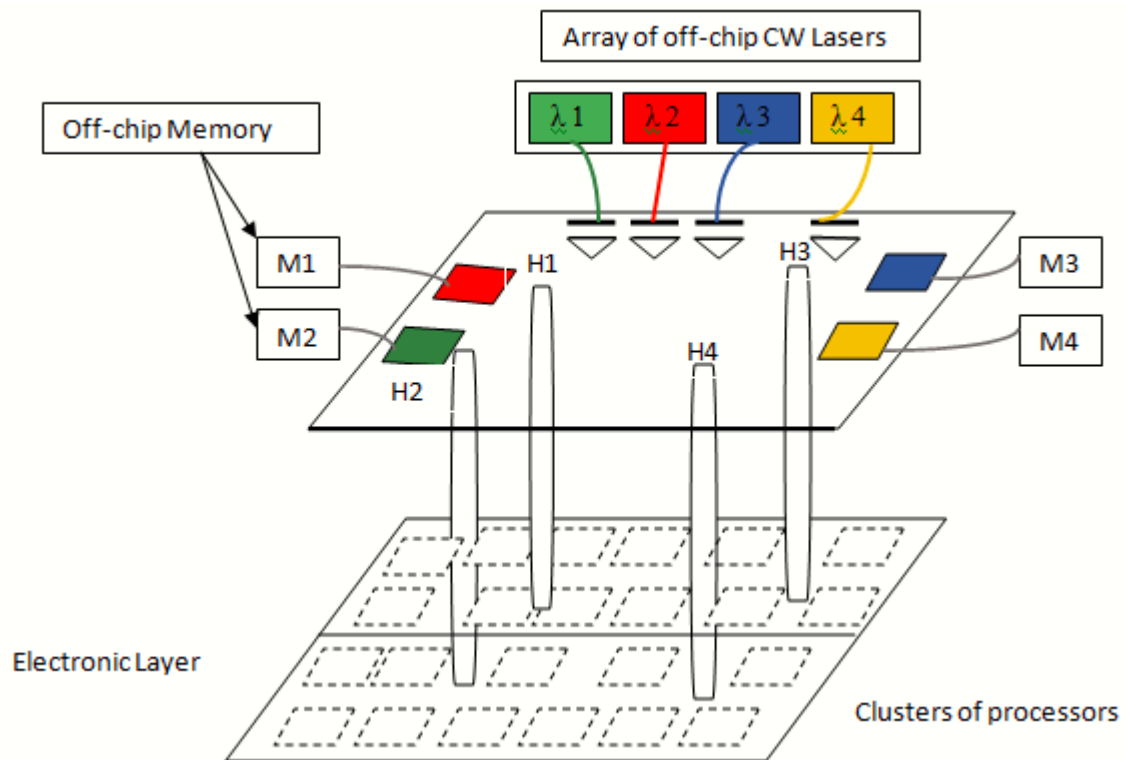 Array of off-chip CW Lasers
λ1 λ2 λ3 λ4
Off-chip Memory
M1
H1
H3
M3
M2
M4
H4
H2
Electronic Layer
Clusters of processors